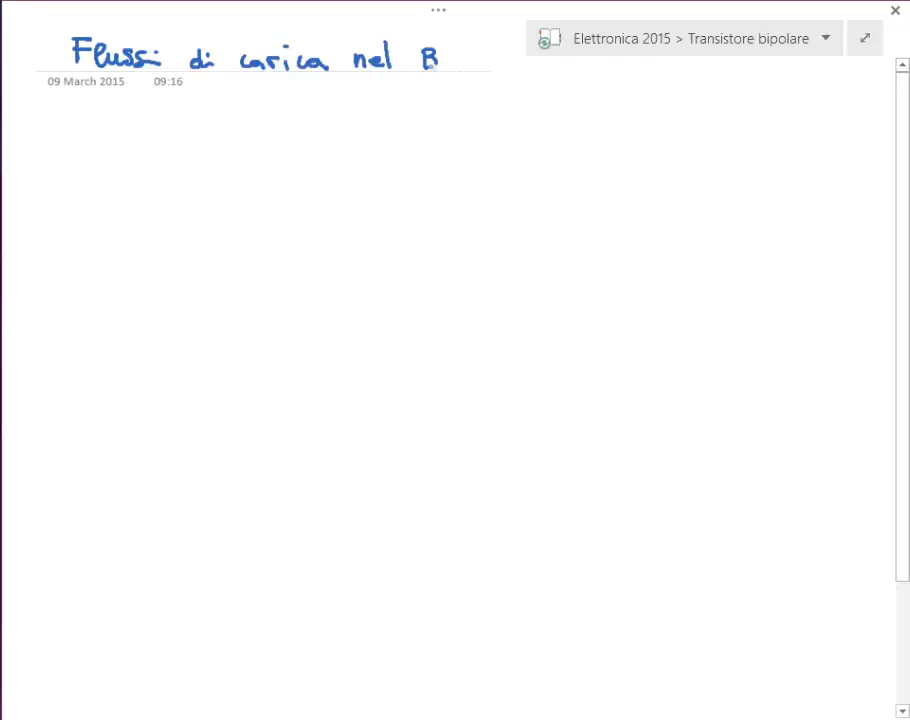 Elettronica 2015 > Transistore bipolare
Flussi di carica nel B
09 March 2015 09:16